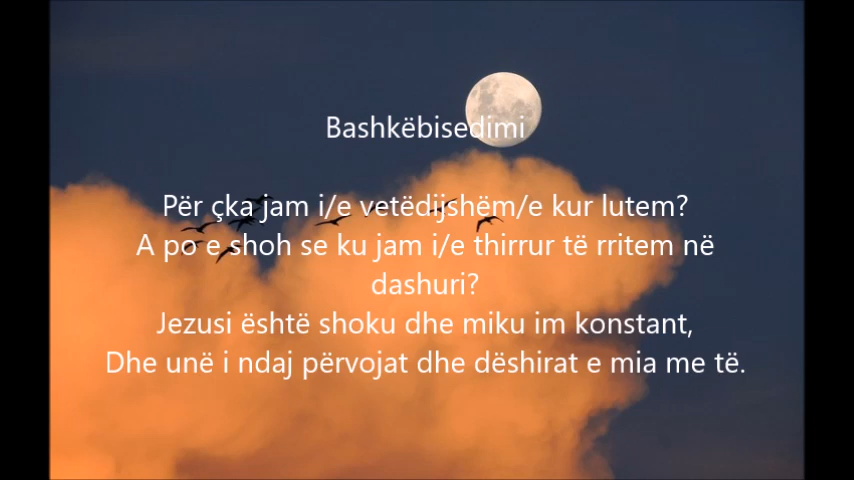 Bashkëbisedimi
Për çka jam i/e vetëdijshëm/e kur lutem?
A po e shoh se ku jam i/e thirrur të rritem në
dashuri?
Jezusi është shoku dhe miku im konstant,
Dhe unë i ndaj përvojat dhe dëshirat e mia me të.